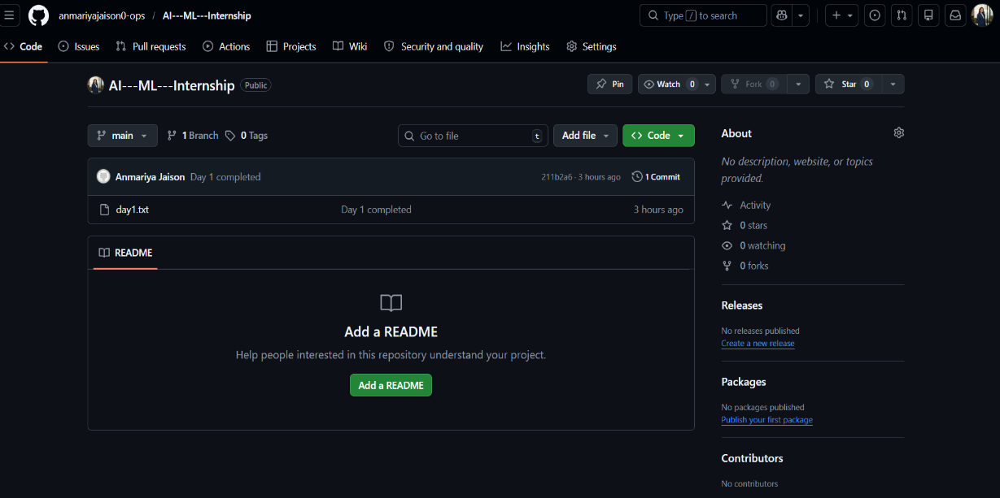 anmariyajaison0-ops / AI---ML---Internship
Type / to search
Code Issues Pull requests Actions Projects Wiki Security and quality Insights Settings
AI---ML---Internship Public
Pin Watch 0 Fork 0 Star 0
main 1 Branch 0 Tags
Go to file t Add file Code
Anmariya Jaison Day 1 completed 211b2a6 · 3 hours ago 1 Commit
day1.txt Day 1 completed 3 hours ago
README
Add a README
Help people interested in this repository understand your project.
Add a README
About
No description, website, or topics
provided.
Activity
0 stars
0 watching
0 forks
Releases
No releases published
Create a new release
Packages
No packages published
Publish your first package
Contributors
No contributors